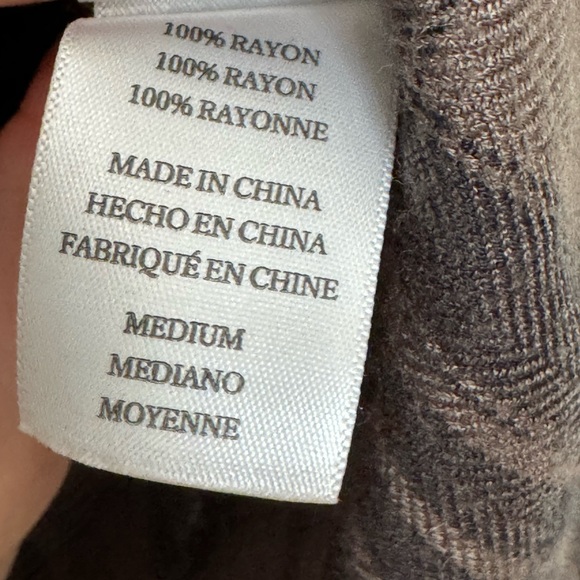 100% RAYON
100% RAYON
100% RAYONNE
MADE IN CHINA
HECHO EN CHINA
FABRIQUÉ EN CHINE
MEDIUM
MEDIANO
MOYENNE